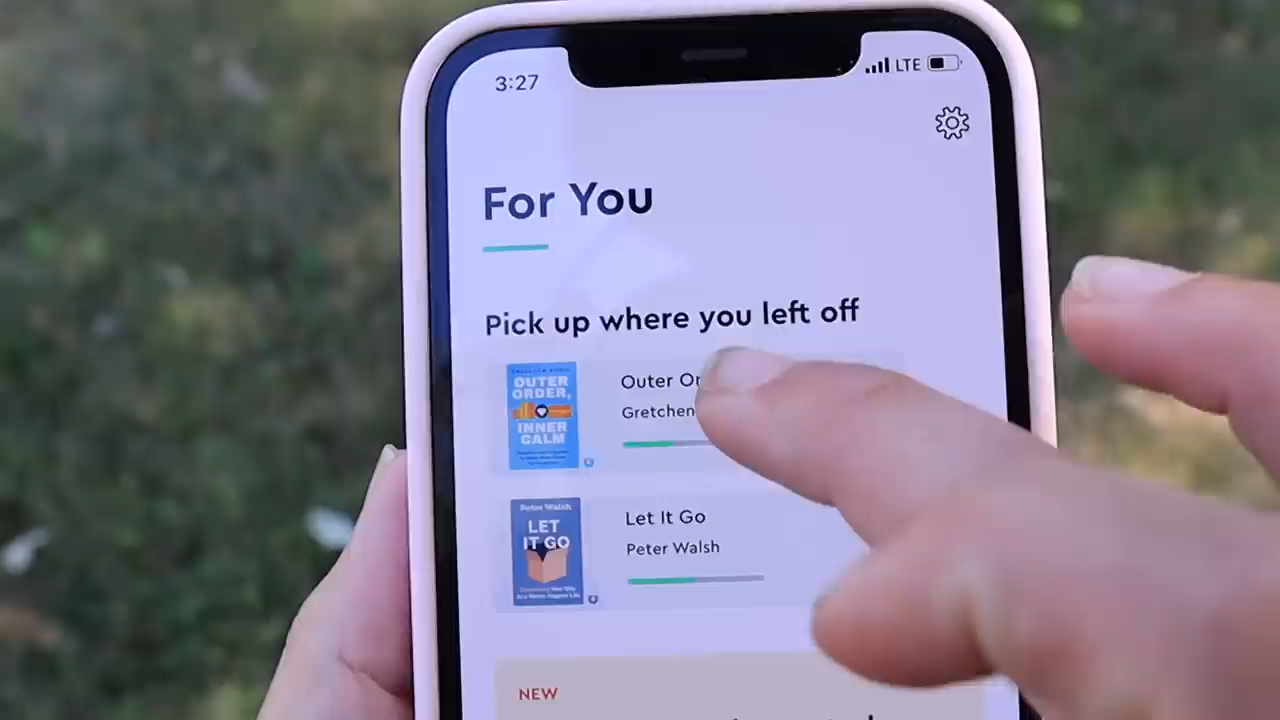 3:27
LTE
For You
Pick up where you left off
OUTER
ORDER,
INNER
CALM
Outer Or
Gretchen
Peter Walsh
LET
IT GO
Let It Go
Peter Walsh
NEW